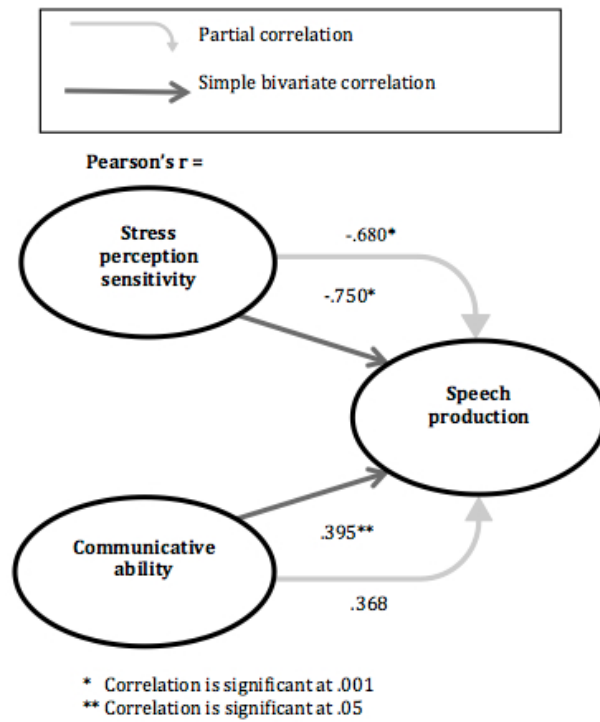 Partial correlation
Simple bivariate correlation
Pearson's r =
Stress
perception
sensitivity
-.680*
-.750*
Speech
production
Communicative
ability
.395**
.368
* Correlation is significant at .001
** Correlation is significant at .05